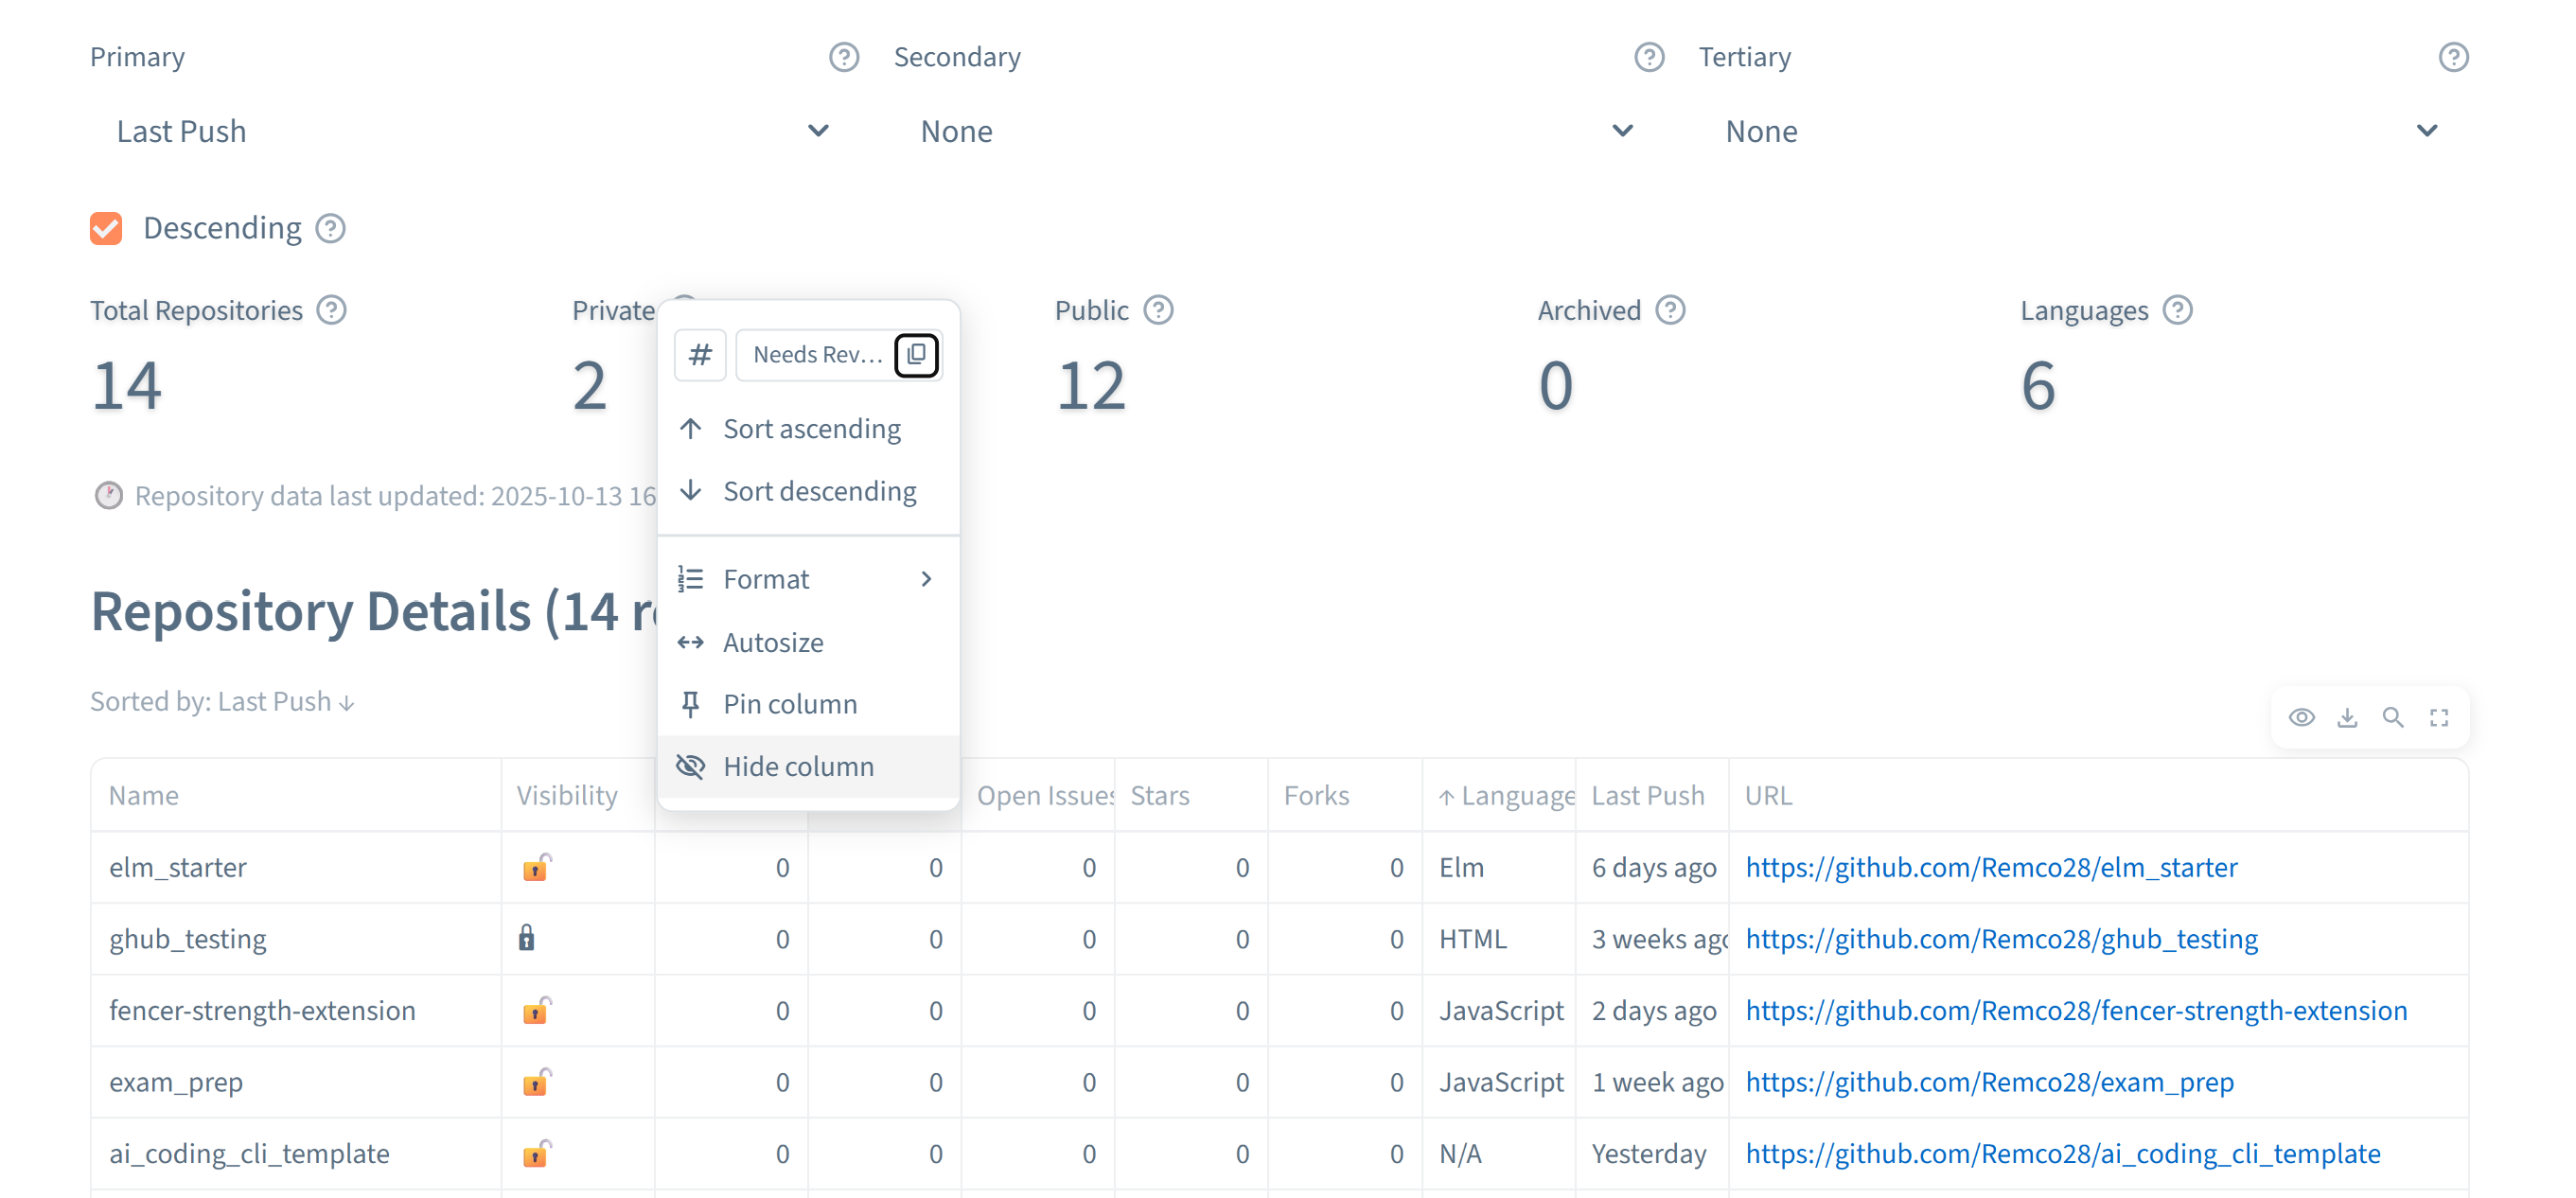 Primary
Secondary
Tertiary
Last Push
None
None
Descending
Total Repositories
Private
Public
Archived
Languages
14
2
12
0
6
# Needs Rev…
Sort ascending
Sort descending
Format
Autosize
Pin column
Hide column
Repository data last updated: 2025-10-13 16
Repository Details (14
Sorted by: Last Push ↓
Name Visibility Open Issues Stars Forks ↑ Language Last Push URL
elm_starter 0 0 0 0 0 Elm 6 days ago https://github.com/Remco28/elm_starter
ghub_testing 0 0 0 0 0 HTML 3 weeks ago https://github.com/Remco28/ghub_testing
fencer-strength-extension 0 0 0 0 0 JavaScript 2 days ago https://github.com/Remco28/fencer-strength-extension
exam_prep 0 0 0 0 0 JavaScript 1 week ago https://github.com/Remco28/exam_prep
ai_coding_cli_template 0 0 0 0 0 N/A Yesterday https://github.com/Remco28/ai_coding_cli_template